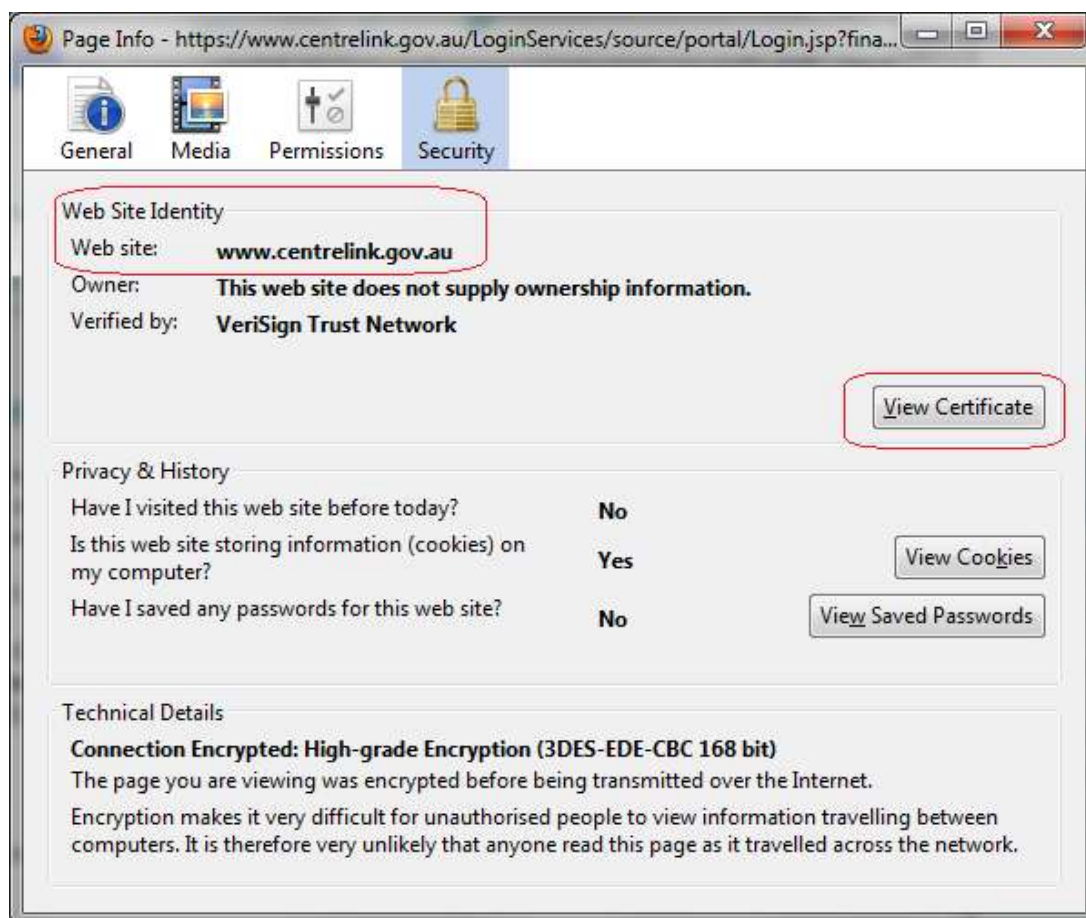 Page Info - https://www.centrelink.gov.au/LoginServices/source/portal/Login.jsp?fina...
General Media Permissions Security
Web Site Identity
Web site: www.centrelink.gov.au
Owner: This web site does not supply ownership information.
Verified by: VeriSign Trust Network
View Certificate
Privacy & History
Have I visited this web site before today? No
Is this web site storing information (cookies) on
my computer? Yes View Cookies
Have I saved any passwords for this web site? No View Saved Passwords
Technical Details
Connection Encrypted: High-grade Encryption (3DES-EDE-CBC 168 bit)
The page you are viewing was encrypted before being transmitted over the Internet.
Encryption makes it very difficult for unauthorised people to view information travelling between
computers. It is therefore very unlikely that anyone read this page as it travelled across the network.